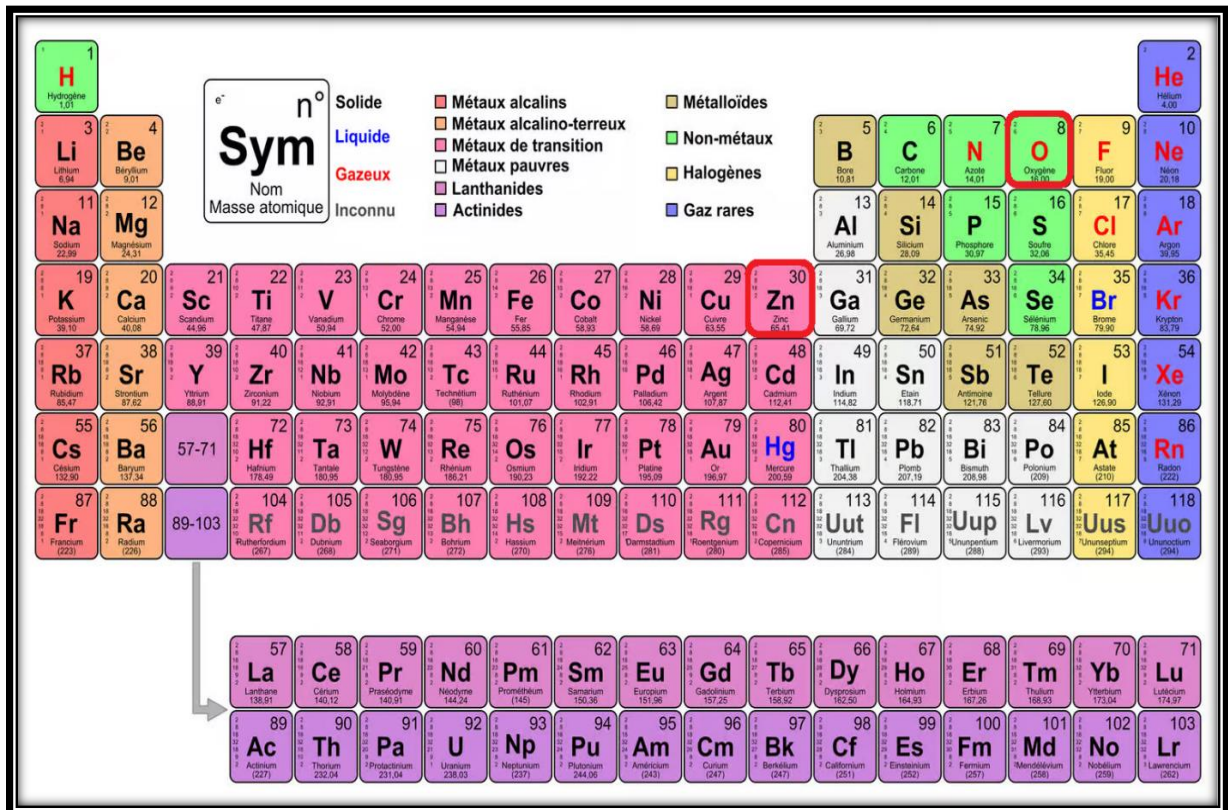 1 2
H He
Hydrogène Hélium
1,01 4,00
e- n° Solide Métaux alcalins Métalloïdes
Sym Liquide Métaux alcalino-terreux Non-métaux
Gazeux Métaux de transition Halogènes
Nom Métaux pauvres Gaz rares
Masse atomique Inconnu Lanthanides
Actinides
3 4 5 6 7 8 9 10
Li Be B C N O F Ne
Lithium Béryllium Bore Carbone Azote Oxygène Fluor Néon
6,94 9,01 10,81 12,01 14,01 16,00 19,00 20,18
11 12 13 14 15 16 17 18
Na Mg Al Si P S Cl Ar
Sodium Magnésium Aluminium Silicium Phosphore Soufre Chlore Argon
22,99 24,31 26,98 28,09 30,97 32,06 35,45 39,95
19 20 21 22 23 24 25 26 27 28 29 30 31 32 33 34 35 36
K Ca Sc Ti V Cr Mn Fe Co Ni Cu Zn Ga Ge As Se Br Kr
Potassium Calcium Scandium Titane Vanadium Chrome Manganèse Fer Cobalt Nickel Cuivre Zinc Gallium Germanium Arsenic Sélénium Brome Krypton
39,10 40,08 44,96 47,87 50,94 52,00 54,94 55,85 58,93 58,69 63,55 65,41 69,72 72,64 74,92 78,96 79,90 83,79
37 38 39 40 41 42 43 44 45 46 47 48 49 50 51 52 53 54
Rb Sr Y Zr Nb Mo Tc Ru Rh Pd Ag Cd In Sn Sb Te I Xe
Rubidium Strontium Yttrium Zirconium Niobium Molybdène Technétium Ruthénium Rhodium Palladium Argent Cadmium Indium Etain Antimoine Tellure Iode Xénon
85,47 87,62 88,91 91,22 92,91 95,94 (98) 101,07 102,91 106,42 107,87 112,41 114,82 118,71 121,76 127,60 126,90 131,29
55 56 57-71 72 73 74 75 76 77 78 79 80 81 82 83 84 85 86
Cs Ba Hf Ta W Re Os Ir Pt Au Hg Tl Pb Bi Po At Rn
Césium Baryum Hafnium Tantale Tungstène Rhénium Osmium Iridium Platine Or Mercure Thallium Plomb Bismuth Polonium Astate Radon
132,90 137,34 178,49 180,95 180,95 186,21 190,23 192,22 195,09 196,97 200,59 204,38 207,19 208,98 (209) (210) (222)
87 88 89-103 104 105 106 107 108 109 110 111 112 113 114 115 116 117 118
Fr Ra Rf Db Sg Bh Hs Mt Ds Rg Cn Uut Fl Uup Lv Uus Uuo
Francium Radium Rutherfordium Dubnium Seaborgium Bohrium Hassium Meitnérium Darmstadtium Roentgenium Copernicium Ununtrium Flérovium Ununpentium Livermorium Ununseptium Ununoctium
(223) (226) (267) (268) (271) (272) (270) (276) (281) (280) (285) (284) (289) (288) (293) (294) (294)
57 58 59 60 61 62 63 64 65 66 67 68 69 70 71
La Ce Pr Nd Pm Sm Eu Gd Tb Dy Ho Er Tm Yb Lu
Lanthane Cérium Praséodyme Néodyme Prométhéum Samarium Europium Gadolinium Terbium Dysprosium Holmium Erbium Thulium Ytterbium Lutécium
138,91 140,12 140,91 144,24 (145) 150,36 151,96 157,25 158,92 162,50 164,93 167,26 168,93 173,04 174,97
89 90 91 92 93 94 95 96 97 98 99 100 101 102 103
Ac Th Pa U Np Pu Am Cm Bk Cf Es Fm Md No Lr
Actinium Thorium Protactinium Uranium Neptunium Plutonium Américium Curium Berkélium Californium Einsteinium Fermium Mendélévium Nobélium Lawrencium
(227) 232,04 231,04 238,03 (237) 244,06 (243) (247) (247) (251) (252) (257) (258) (259) (262)